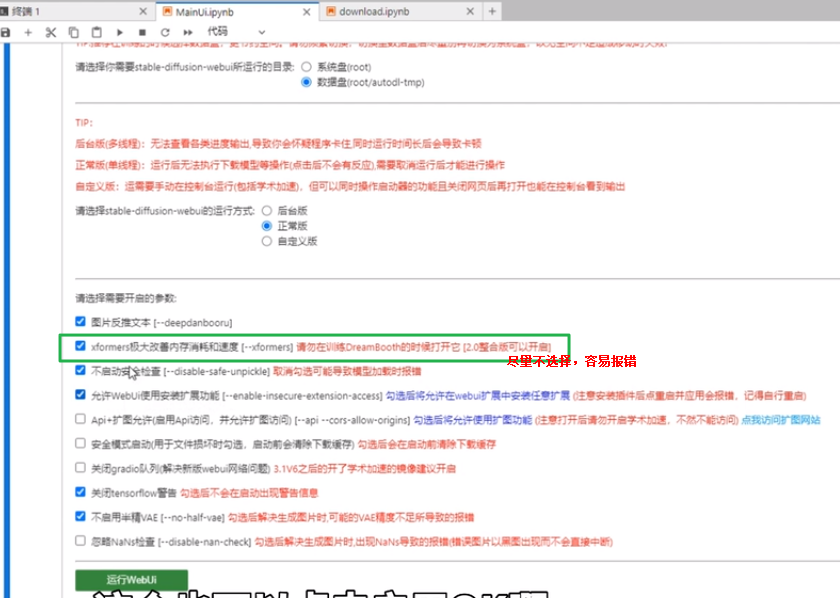 终端 1
MainUi.ipynb
download.ipynb
代码
请选择你需要stable-diffusion-webui所运行的目录:
系统盘(root)
数据盘(root/autodl-tmp)
TIP:
后台版(多线程)：无法查看各类进度输出,导致你会怀疑程序卡住,同时运行时间长后会导致卡顿
正常版(单线程)：运行后无法执行下载模型等操作(点击后不会有反应),需要取消运行后才能进行操作
自定义版：运需要手动在控制台运行(包括学术加速)，但可以同时操作启动器的功能且关闭网页后再打开也能在控制台看到输出
请选择stable-diffusion-webui的运行方式:
后台版
正常版
自定义版
请选择需要开启的参数:
图片反推文本 [--deepdanbooru]
xformers极大改善内存消耗和速度 [--xformers] 请勿在训练DreamBooth的时候打开它 [2.0整合版可以开启]
尽量不选择，容易报错
不启动安全检查 [--disable-safe-unpickle] 取消勾选可能导致模型加载时报错
允许WebUi使用安装扩展功能 [--enable-insecure-extension-access] 勾选后将允许在webui扩展中安装任意扩展 (注意安装插件后点重启并应用会报错，记得自行重启)
Api+扩图允许(启用Api访问，并允许扩图访问) [--api --cors-allow-origins] 勾选后将允许使用扩图功能 (注意打开后请勿开启学术加速，不然不能访问) 点我访问扩图网站
安全模式启动(用于文件损坏时勾选，启动前会清除下载缓存) 勾选后会在启动前清除下载缓存
关闭gradio队列(解决新版webui网络问题) 3.1V6之后的开了学术加速的镜像建议开启
关闭tensorflow警告 勾选后不会在启动出现警告信息
不启用半精VAE [--no-half-vae] 勾选后解决生成图片时,可能的VAE精度不足所导致的报错
忽略NaNs检查 [--disable-nan-check] 勾选后解决生成图片时,出现NaNs导致的报错(错误图片以黑图出现而不会直接中断)
运行WebUi